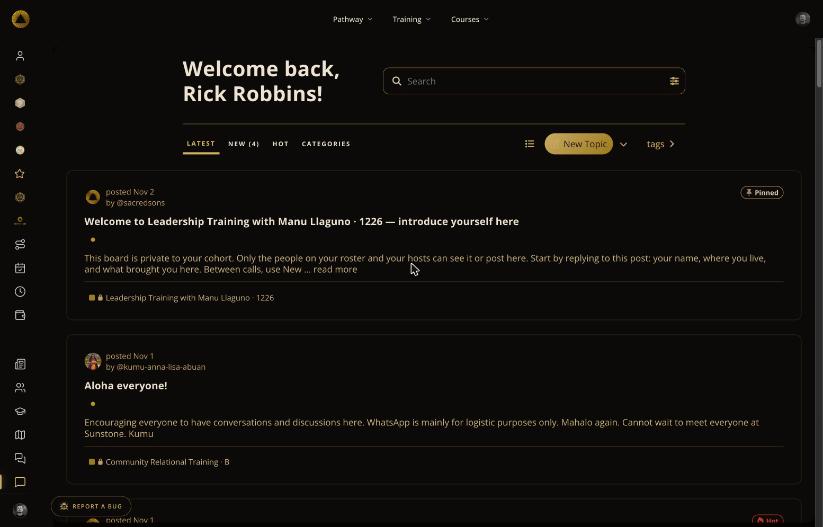 Pathway
Training
Courses
Welcome back,
Rick Robbins!
Search
LATEST
NEW (4)
HOT
CATEGORIES
New Topic
tags
posted Nov 2
by @sacredsons
Pinned
Welcome to Leadership Training with Manu Llaguno · 1226 — introduce yourself here
This board is private to your cohort. Only the people on your roster and your hosts can see it or post here. Start by replying to this post: your name, where you live,
and what brought you here. Between calls, use New ... read more
Leadership Training with Manu Llaguno · 1226
posted Nov 1
by @kumu-anna-lisa-abuan
Aloha everyone!
Encouraging everyone to have conversations and discussions here. WhatsApp is mainly for logistic purposes only. Mahalo again. Cannot wait to meet everyone at
Sunstone. Kumu
Community Relational Training · B
REPORT A BUG
posted Nov 1
Hot